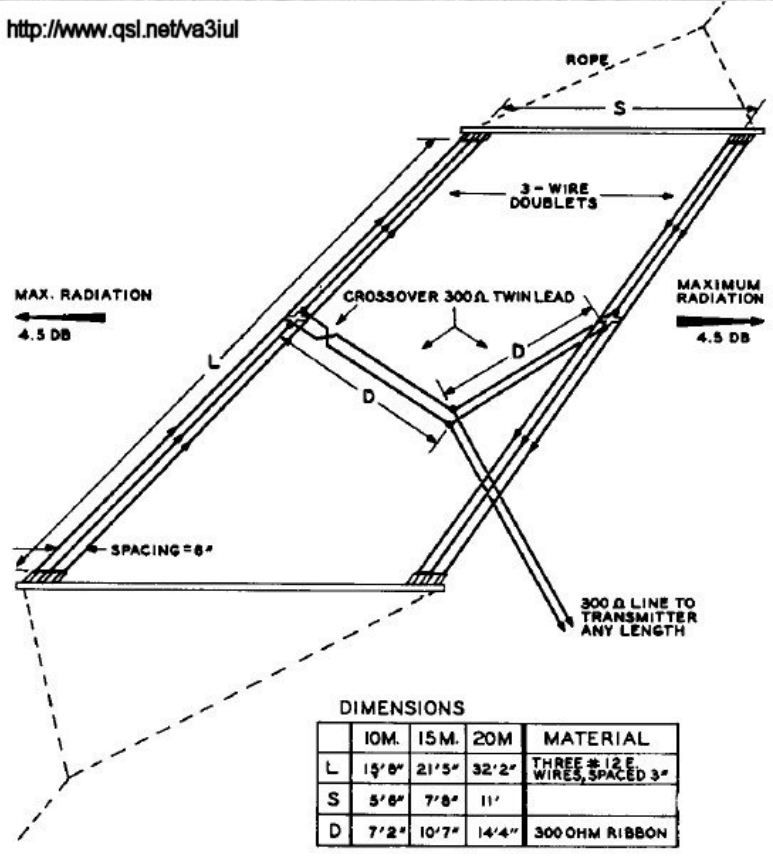 http://www.qsl.net/va3iul
ROPE
S
3-WIRE
DOUBLETS
MAX. RADIATION
4.5 DB
CROSSOVER 300Ω TWIN LEAD
MAXIMUM
RADIATION
4.5 DB
L
D
D
SPACING = 6"
300 Ω LINE TO
TRANSMITTER
ANY LENGTH
DIMENSIONS
10M. 15M. 20M MATERIAL
L 15'8" 21'5" 32'2" THREE # 12 E.
WIRES, SPACED 3"
S 5'6" 7'8" 11'
D 7'2" 10'7" 14'4" 300 OHM RIBBON